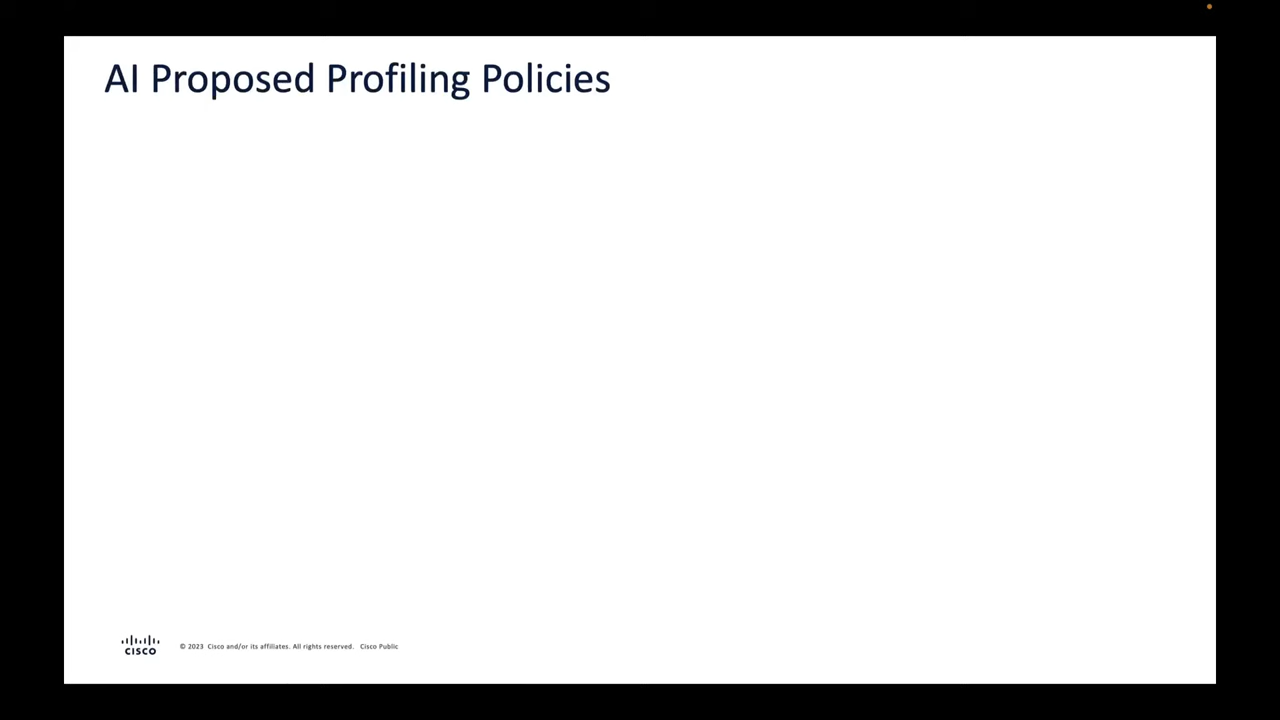 AI Proposed Profiling Policies
CISCO
© 2023 Cisco and/or its affiliates. All rights reserved. Cisco Public